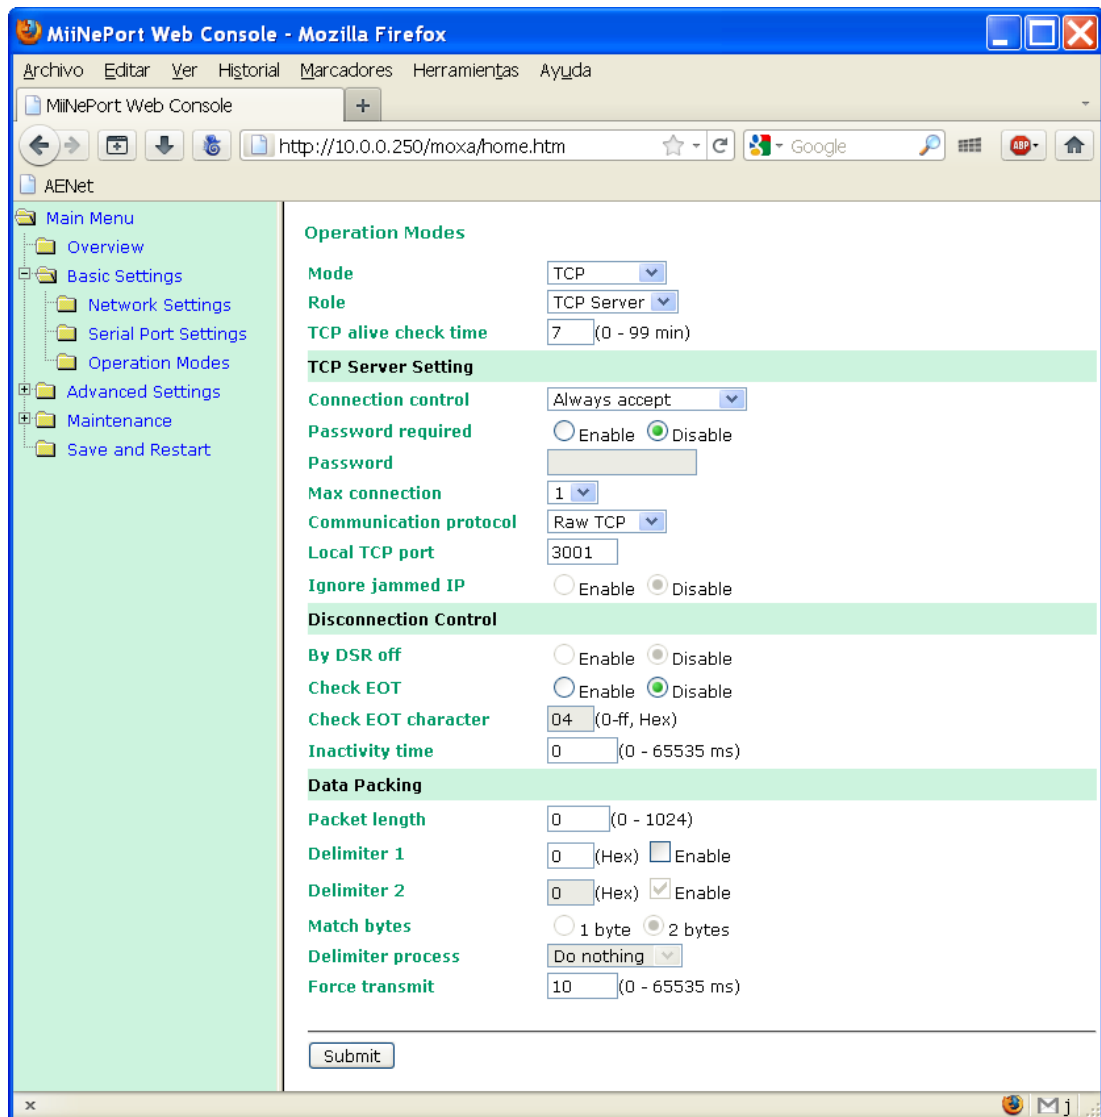 MiiNePort Web Console - Mozilla Firefox
Archivo Editar Ver Historial Marcadores Herramientas Ayuda
MiiNePort Web Console +
http://10.0.0.250/moxa/home.htm Google ABP
AENet
Main Menu
Overview
Basic Settings
Network Settings
Serial Port Settings
Operation Modes
Advanced Settings
Maintenance
Save and Restart
Operation Modes
Mode TCP
Role TCP Server
TCP alive check time 7 (0 - 99 min)
TCP Server Setting
Connection control Always accept
Password required Enable Disable
Password
Max connection 1
Communication protocol Raw TCP
Local TCP port 3001
Ignore jammed IP Enable Disable
Disconnection Control
By DSR off Enable Disable
Check EOT Enable Disable
Check EOT character 04 (0-ff, Hex)
Inactivity time 0 (0 - 65535 ms)
Data Packing
Packet length 0 (0 - 1024)
Delimiter 1 0 (Hex) Enable
Delimiter 2 0 (Hex) Enable
Match bytes 1 byte 2 bytes
Delimiter process Do nothing
Force transmit 10 (0 - 65535 ms)
Submit
x j